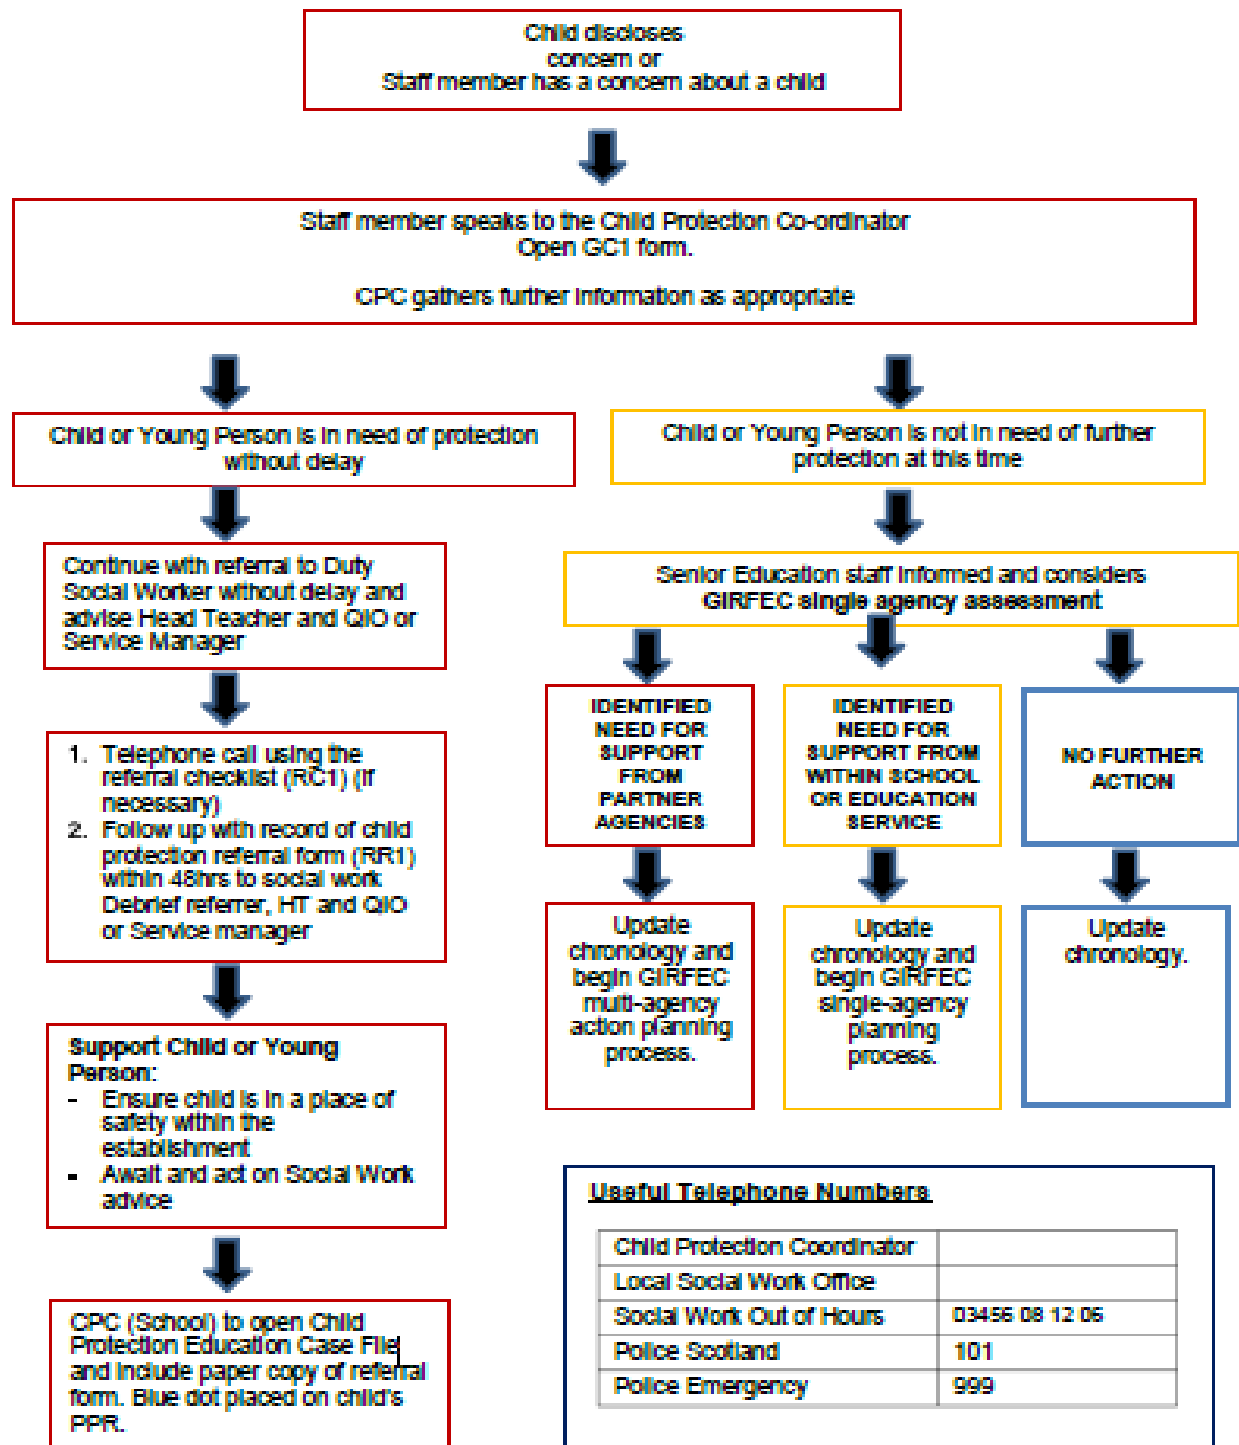 Child discloses
concern or
Staff member has a concern about a child
Staff member speaks to the Child Protection Co-ordinator
Open GC1 form.
CPC gathers further information as appropriate
Child or Young Person is in need of protection
without delay
Child or Young Person is not in need of further
protection at this time
Continue with referral to Duty
Social Worker without delay and
advise Head Teacher and QIO or
Service Manager
Senior Education staff informed and considers
GIRFEC single agency assessment
1. Telephone call using the
referral checklist (RC1) (if
necessary)
2. Follow up with record of child
protection referral form (RR1)
within 48hrs to social work
Debrief referrer, HT and QIO
or Service manager
IDENTIFIED
NEED FOR
SUPPORT
FROM
PARTNER
AGENCIES
IDENTIFIED
NEED FOR
SUPPORT FROM
WITHIN SCHOOL
OR EDUCATION
SERVICE
NO FURTHER
ACTION
Update
chronology and
begin GIRFEC
multi-agency
action planning
process.
Update
chronology and
begin GIRFEC
single-agency
planning
process.
Update
chronology.
Support Child or Young
Person:
- Ensure child is in a place of
safety within the
establishment
- Await and act on Social Work
advice
CPC (School) to open Child
Protection Education Case File
and include paper copy of referral
form. Blue dot placed on child's
PPR.
Useful Telephone Numbers
Child Protection Coordinator
Local Social Work Office
Social Work Out of Hours 03456 08 12 06
Police Scotland 101
Police Emergency 999